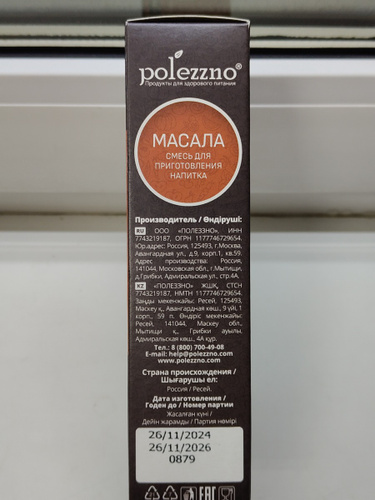 polezzno®
Продукты для здорового питания
МАСАЛА
СМЕСЬ ДЛЯ
ПРИГОТОВЛЕНИЯ
НАПИТКА
Производитель / Өндіруші:
RU ООО «ПОЛЕЗЗНО», ИНН
7743219187, ОГРН 1177746729654.
Юр.адрес: Россия, 125493, г.Москва,
Авангардная ул., д.9, корп.1, кв.59.
Адрес производства: Россия,
141044, Московская обл., г.Мытищи,
д.Грибки, Адмиральская ул., стр.4А.
KZ «ПОЛЕЗЗНО» ЖШҚ, СТСН
7743219187, НМТН 1177746729654.
Заңды мекенжайы: Ресей, 125493,
Мәскеу қ., Авангардная көш., 9 үй, 1
корп., 59 п. Өндіріс мекенжайы:
Ресей, 141044, Мәскеу обл.,
Мытищи қ., Грибки ауылы,
Адмиральская көш., 4А құр.
Тел.: 8 (800) 700-49-08
E-mail: help@polezzno.com
www.polezzno.com
Страна происхождения /
Шығарушы ел:
Россия / Ресей.
Дата изготовления /
Годен до / Номер партии
Жасалған күні /
Дейін жарамды / Партия нөмірі
26/11/2024
26/11/2026
0879
EAC